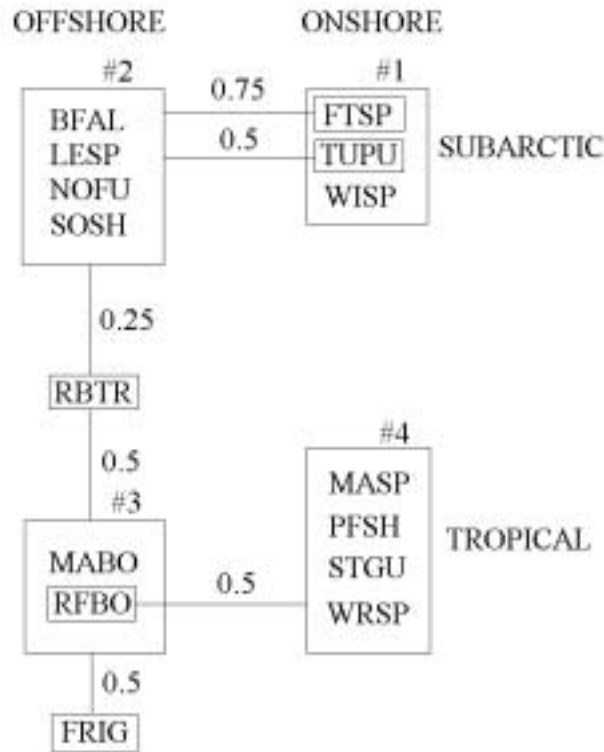 OFFSHORE ONSHORE
#2 #1
0.75
BFAL FTSP
LESP 0.5 TUPU SUBARCTIC
NOFU WISP
SOSH
0.25
RBTR
0.5 #4
#3 MASP
PFSH TROPICAL
MABO STGU
RFBO 0.5 WRSP
0.5
FRIG